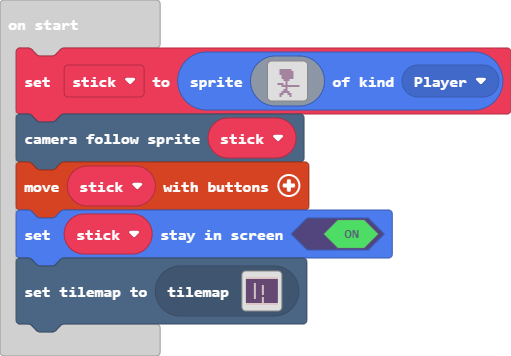 on start
set stick to sprite of kind Player
camera follow sprite stick
move stick with buttons
set stick stay in screen ON
set tilemap to tilemap